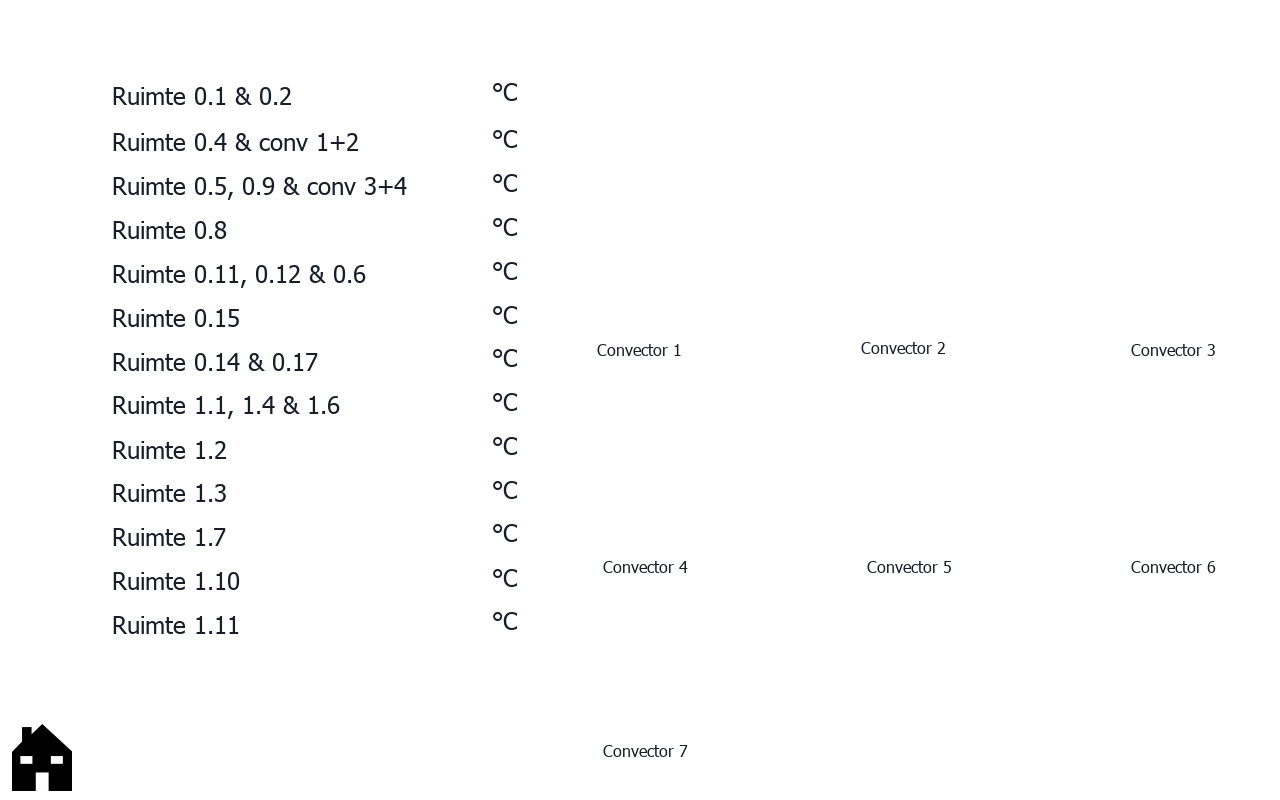 Ruimte 0.1 & 0.2 °C
Ruimte 0.4 & conv 1+2 °C
Ruimte 0.5, 0.9 & conv 3+4 °C
Ruimte 0.8 °C
Ruimte 0.11, 0.12 & 0.6 °C
Ruimte 0.15 °C
Ruimte 0.14 & 0.17 °C
Ruimte 1.1, 1.4 & 1.6 °C
Ruimte 1.2 °C
Ruimte 1.3 °C
Ruimte 1.7 °C
Ruimte 1.10 °C
Ruimte 1.11 °C
Convector 1 Convector 2 Convector 3
Convector 4 Convector 5 Convector 6
Convector 7